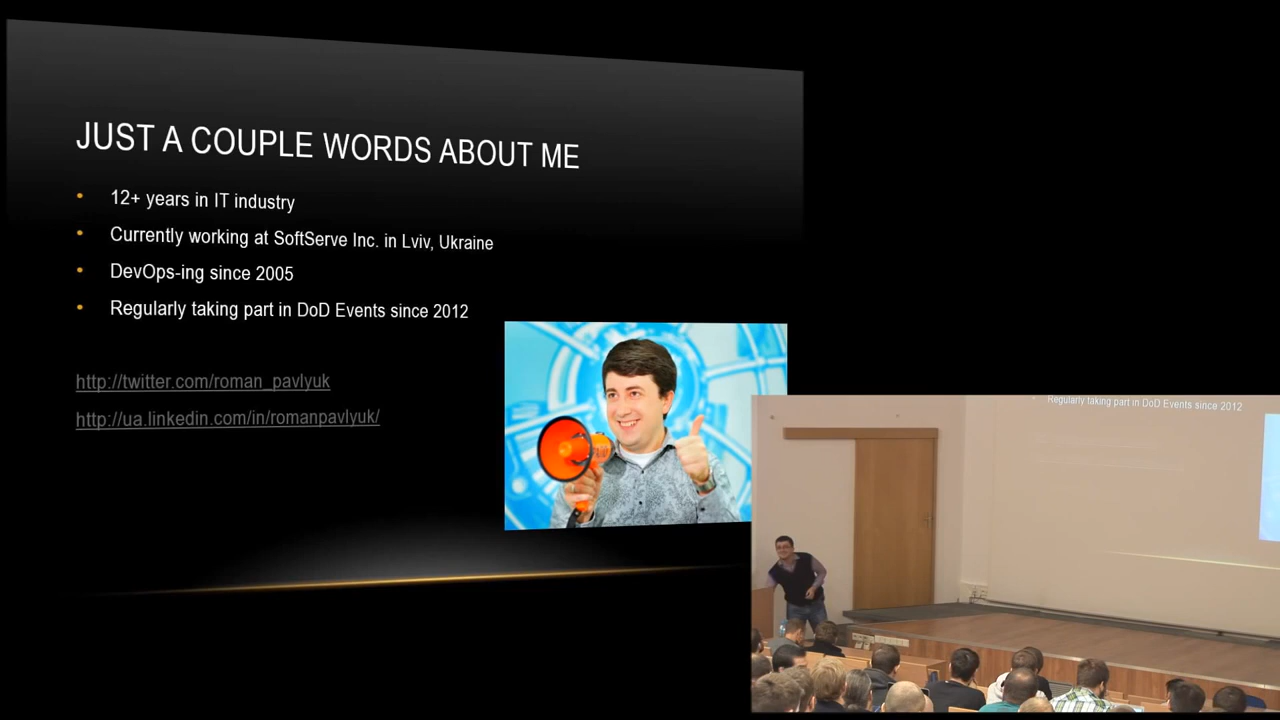 JUST A COUPLE WORDS ABOUT ME
• 12+ years in IT industry
• Currently working at SoftServe Inc. in Lviv, Ukraine
• DevOps-ing since 2005
• Regularly taking part in DoD Events since 2012
http://twitter.com/roman_pavlyuk
http://ua.linkedin.com/in/romanpavlyuk/
Regularly taking part in DoD Events since 2012